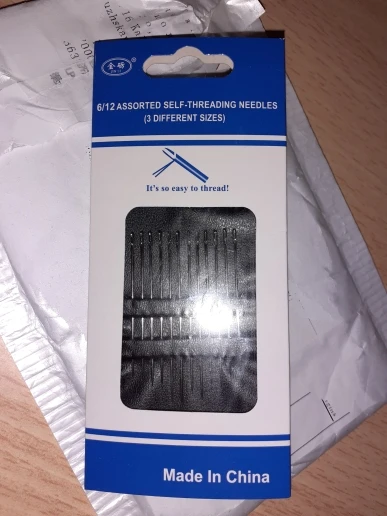 6/12 ASSORTED SELF-THREADING NEEDLES
(3 DIFFERENT SIZES)
It's so easy to thread!
Made In China